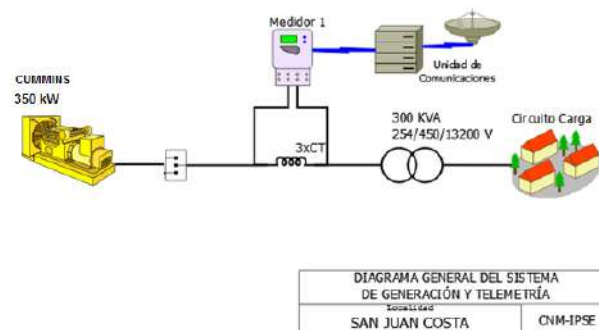 Medidor 1
Unidad de
Comunicaciones
CUMMINS
350 kW
3xCT
300 KVA
254/450/13200 V
Circuito Carga
DIAGRAMA GENERAL DEL SISTEMA
DE GENERACIÓN Y TELEMETRÍA
Localidad
SAN JUAN COSTA
CNM-IPSE